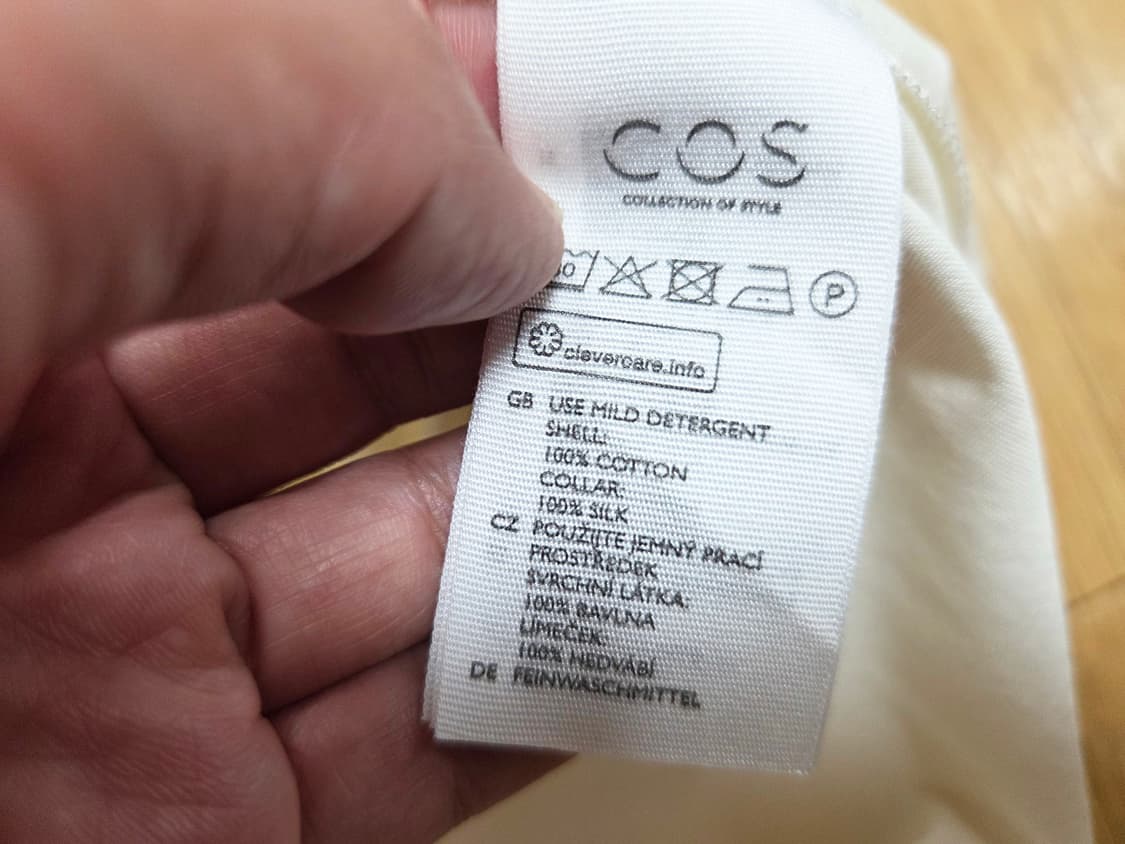 COS
COLLECTION OF STYLE
P
clevercare.info
GB USE MILD DETERGENT
SHELL:
100% COTTON
COLLAR:
100% SILK
CZ POUŽIJTE JEMNÝ PRACÍ
PROSTŘEDEK
SVRCHNÍ LÁTKA:
100% BAVLNA
LÍMEČEK:
100% HEDVÁBÍ
DE FEINWASCHMITTEL